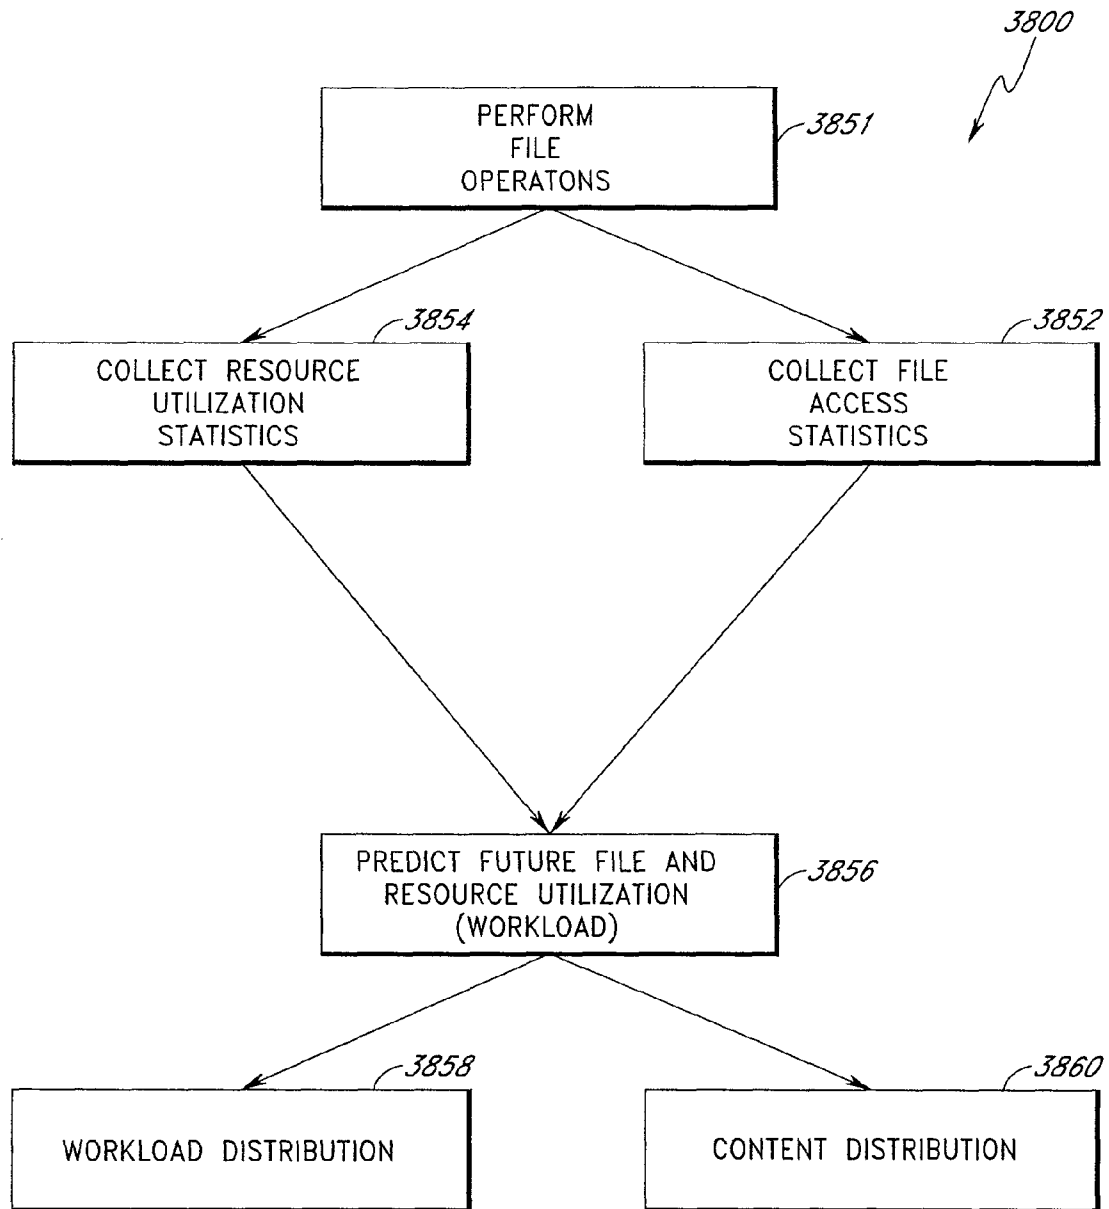 3800
PERFORM
FILE
OPERATONS
3851
3854
COLLECT RESOURCE
UTILIZATION
STATISTICS
3852
COLLECT FILE
ACCESS
STATISTICS
PREDICT FUTURE FILE AND
RESOURCE UTILIZATION
(WORKLOAD)
3856
3858
WORKLOAD DISTRIBUTION
3860
CONTENT DISTRIBUTION